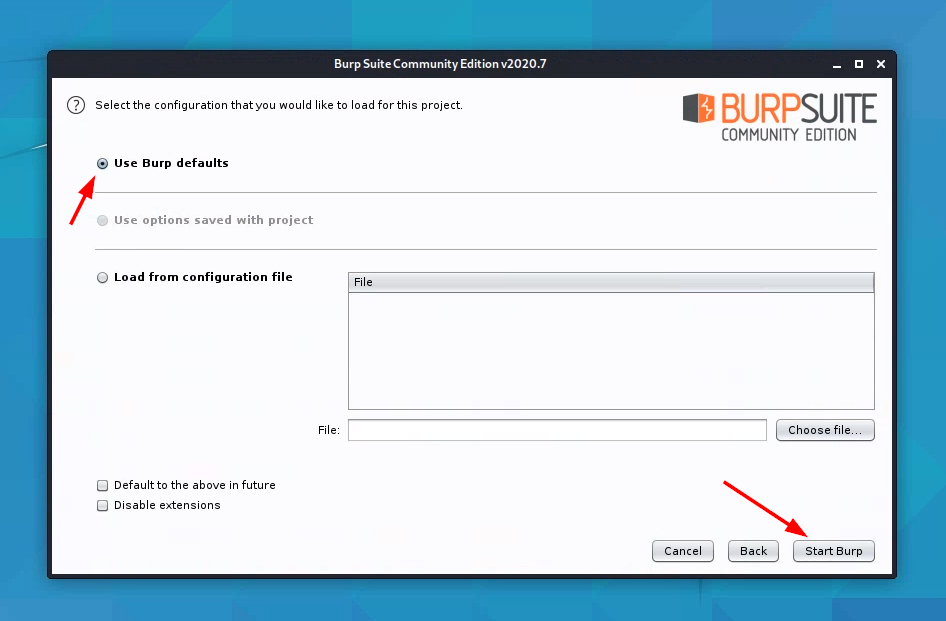 Burp Suite Community Edition v2020.7
? Select the configuration that you would like to load for this project.
BURPSUITE
COMMUNITY EDITION
Use Burp defaults
Use options saved with project
Load from configuration file
File
File:
Choose file...
Default to the above in future
Disable extensions
Cancel Back Start Burp